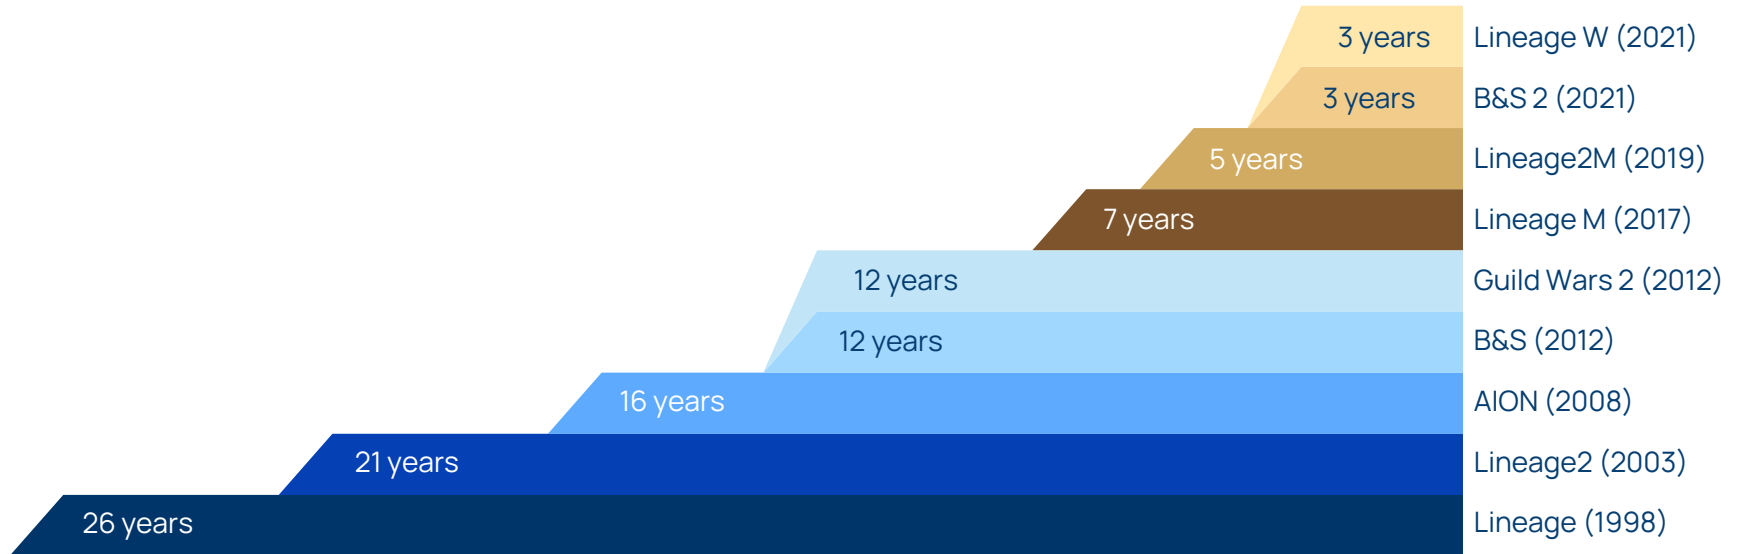 3 years Lineage W (2021)
3 years B&S 2 (2021)
5 years Lineage2M (2019)
7 years Lineage M (2017)
12 years Guild Wars 2 (2012)
12 years B&S (2012)
16 years AION (2008)
21 years Lineage2 (2003)
26 years Lineage (1998)